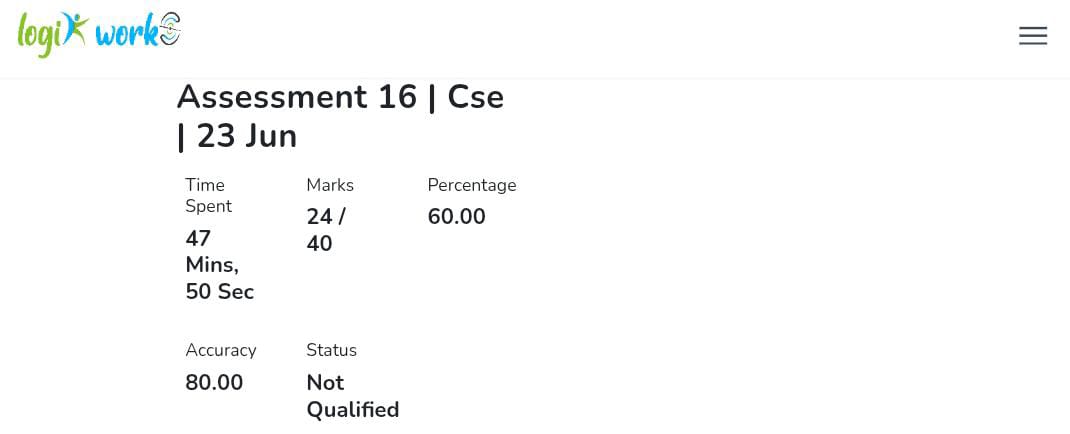 logix works
Assessment 16 | Cse
| 23 Jun
Time
Spent
47
Mins,
50 Sec
Marks
24 /
40
Percentage
60.00
Accuracy
80.00
Status
Not
Qualified